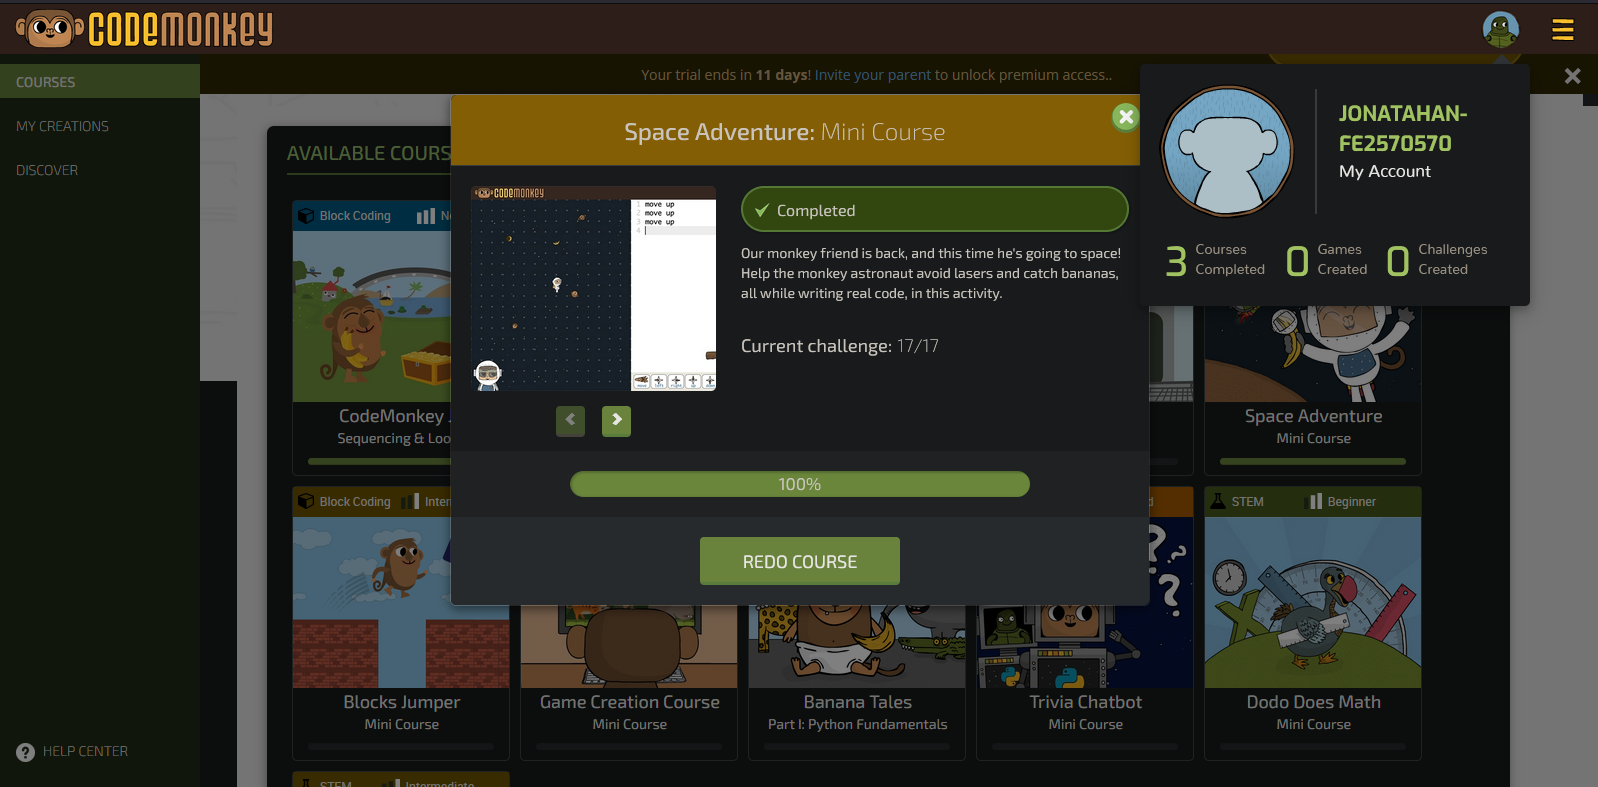 CODEMONKEY
COURSES
MY CREATIONS
DISCOVER
HELP CENTER
Your trial ends in 11 days! Invite your parent to unlock premium access..
JONATAHAN-
FE2570570
My Account
3 Courses Completed
0 Games Created
0 Challenges Created
AVAILABLE COURS
Space Adventure: Mini Course
CODEMONKEY
1 move up
2 move up
3 move up
4
Completed
Our monkey friend is back, and this time he's going to space!
Help the monkey astronaut avoid lasers and catch bananas,
all while writing real code, in this activity.
Current challenge: 17/17
100%
REDO COURSE
Block Coding
CodeMonkey J
Sequencing & Loo
Space Adventure
Mini Course
Block Coding Inter
Blocks Jumper
Mini Course
Game Creation Course
Mini Course
Banana Tales
Part I: Python Fundamentals
Trivia Chatbot
Mini Course
STEM Beginner
Dodo Does Math
Mini Course
STEM Intermediate